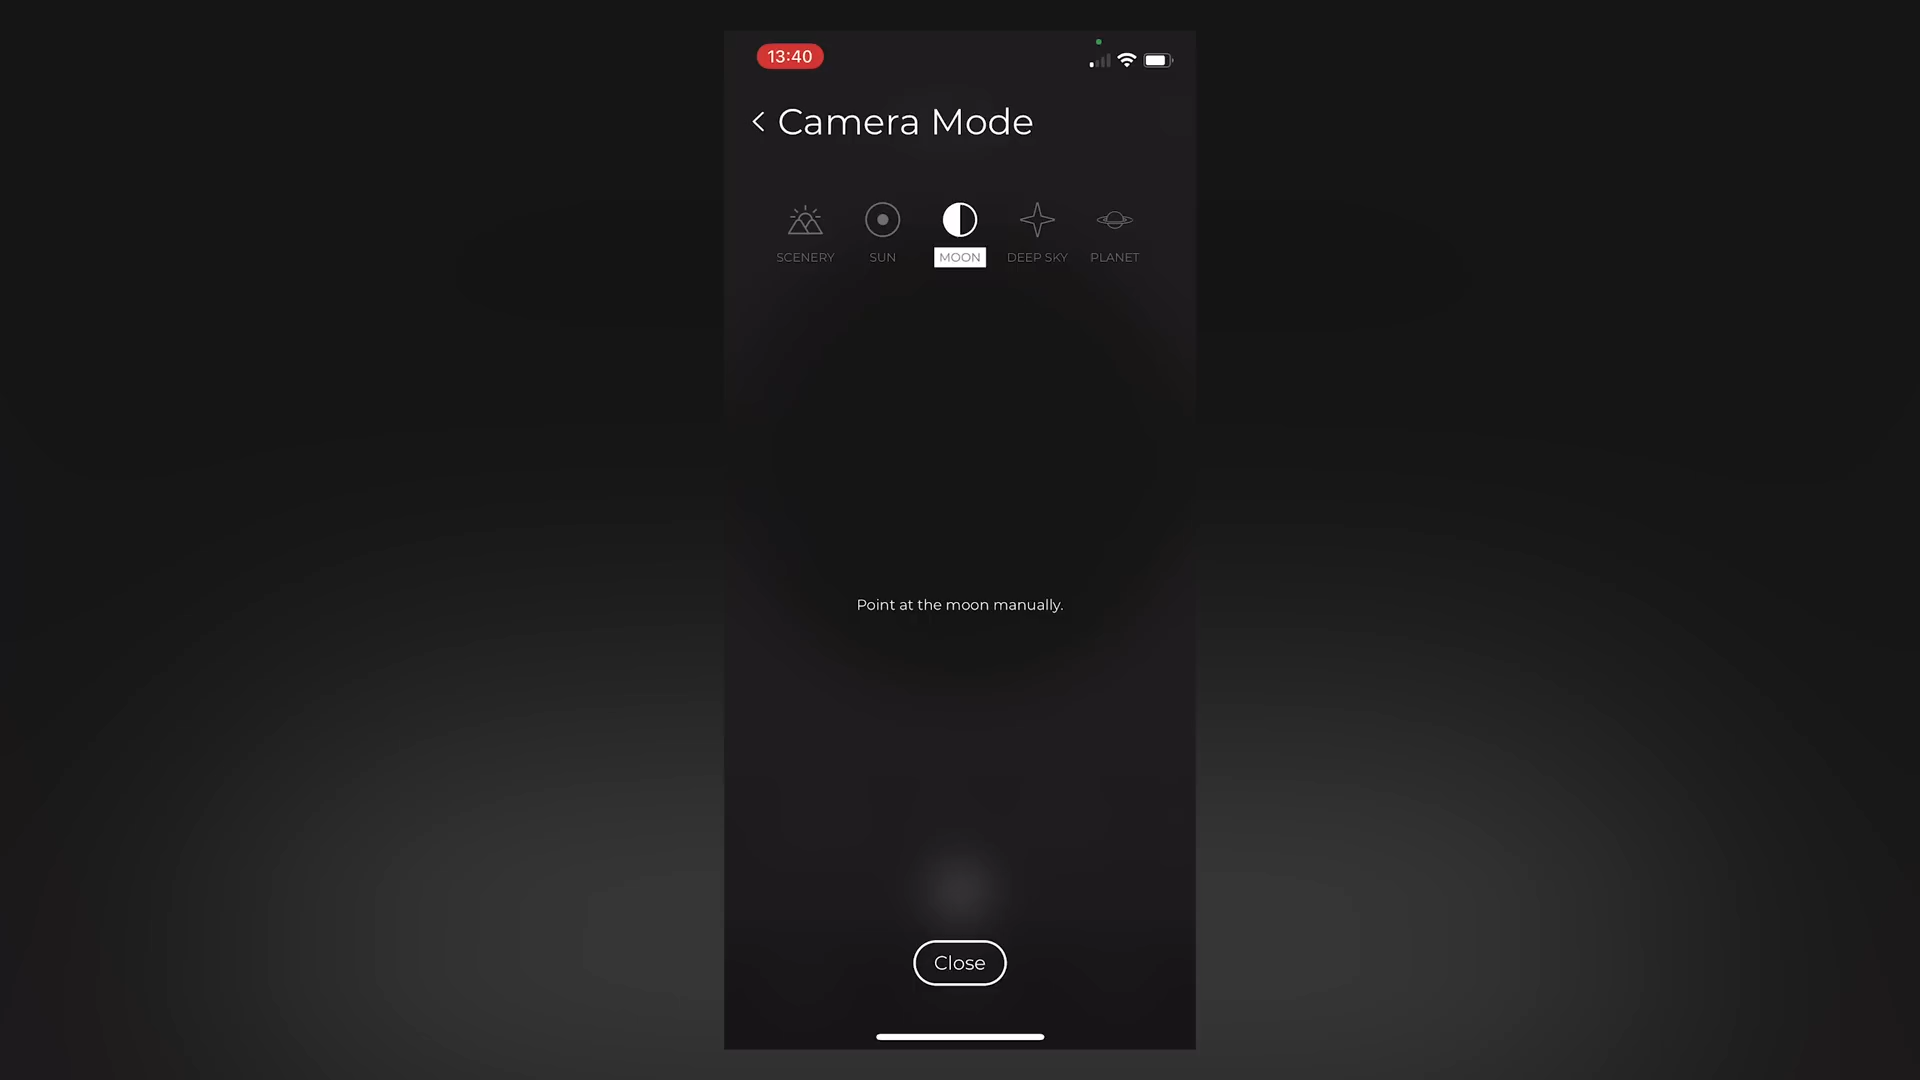 13:40
Camera Mode
SCENERY
SUN
MOON
DEEP SKY
PLANET
Point at the moon manually.
Close